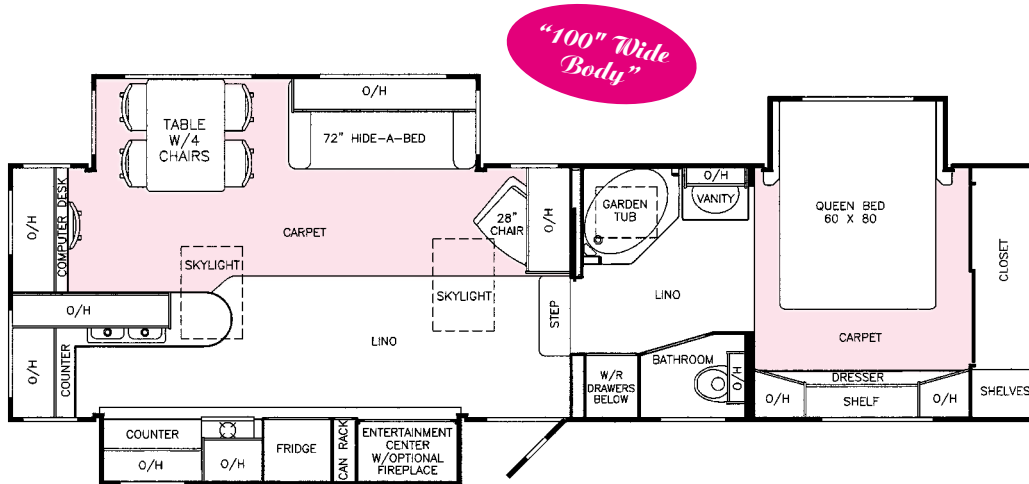 “100" Wide
Body”
O/H
TABLE
W/4
CHAIRS
72” HIDE-A-BED
O/H
COMPUTER DESK
CARPET
28”
CHAIR
O/H
SKYLIGHT
SKYLIGHT
O/H
O/H
COUNTER
LINO
STEP
COUNTER
O/H
O/H
FRIDGE
CAN RACK
ENTERTAINMENT
CENTER
W/OPTIONAL
FIREPLACE
GARDEN
TUB
O/H
VANITY
LINO
BATHROOM
W/R
DRAWERS
BELOW
O/H
QUEEN BED
60 X 80
CARPET
CLOSET
DRESSER
O/H
SHELF
O/H
SHELVES